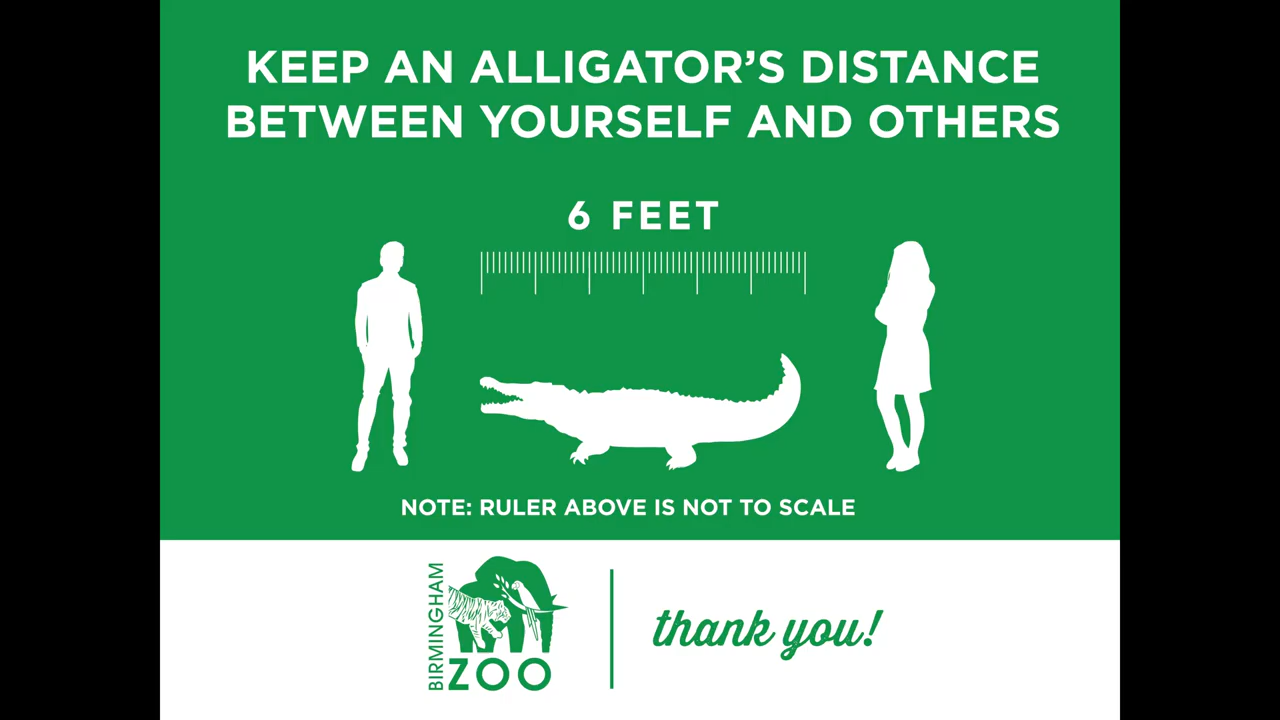 KEEP AN ALLIGATOR’S DISTANCE
BETWEEN YOURSELF AND OTHERS
6 FEET
NOTE: RULER ABOVE IS NOT TO SCALE
BIRMINGHAM
ZOO
thank you!